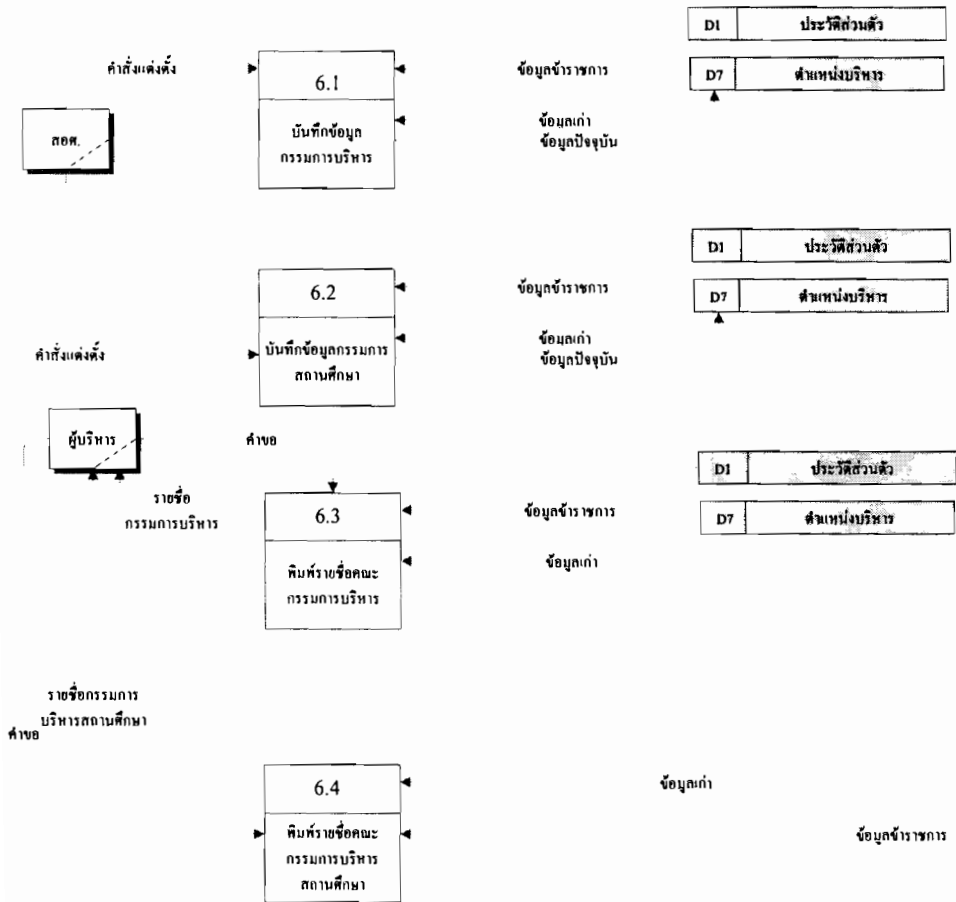 D1 ประวัติส่วนตัว
คำสั่งแต่งตั้ง
6.1
ข้อมูลข้าราชการ
D7 ตำแหน่งบริหาร
สอศ.
บันทึกข้อมูล
กรรมการบริหาร
ข้อมูลเก่า
ข้อมูลปัจจุบัน
D1 ประวัติส่วนตัว
6.2
ข้อมูลข้าราชการ
D7 ตำแหน่งบริหาร
คำสั่งแต่งตั้ง
บันทึกข้อมูลกรรมการ
สถานศึกษา
ข้อมูลเก่า
ข้อมูลปัจจุบัน
ผู้บริหาร
คำขอ
D1 ประวัติส่วนตัว
รายชื่อ
กรรมการบริหาร
6.3
ข้อมูลข้าราชการ
D7 ตำแหน่งบริหาร
พิมพ์รายชื่อคณะ
กรรมการบริหาร
ข้อมูลเก่า
รายชื่อกรรมการ
บริหารสถานศึกษา
คำขอ
6.4
ข้อมูลเก่า
พิมพ์รายชื่อคณะ
กรรมการบริหาร
สถานศึกษา
ข้อมูลข้าราชการ